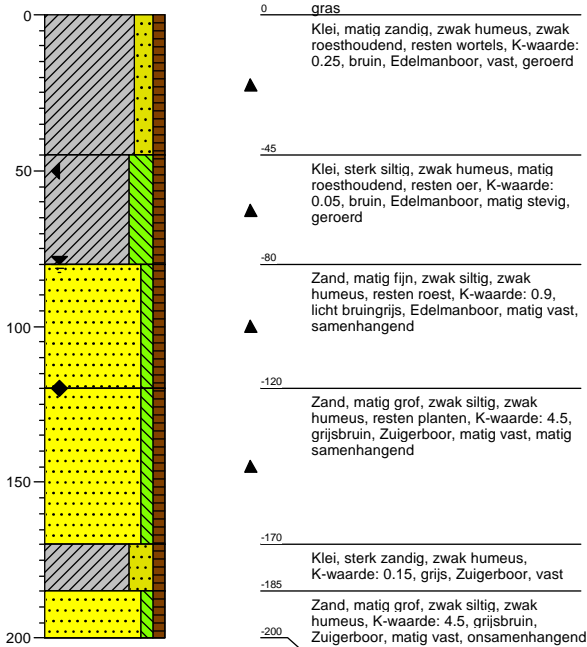 0
50
100
150
200
0
gras
Klei, matig zandig, zwak humeus, zwak
roesthoudend, resten wortels, K-waarde:
0.25, bruin, Edelmanboor, vast, geroerd
-45
Klei, sterk siltig, zwak humeus, matig
roesthoudend, resten oer, K-waarde:
0.05, bruin, Edelmanboor, matig stevig,
geroerd
-80
Zand, matig fijn, zwak siltig, zwak
humeus, resten roest, K-waarde: 0.9,
licht bruingrijs, Edelmanboor, matig vast,
samenhangend
-120
Zand, matig grof, zwak siltig, zwak
humeus, resten planten, K-waarde: 4.5,
grijsbruin, Zuigerboor, matig vast, matig
samenhangend
-170
Klei, sterk zandig, zwak humeus,
K-waarde: 0.15, grijs, Zuigerboor, vast
-185
Zand, matig grof, zwak siltig, zwak
humeus, K-waarde: 4.5, grijsbruin,
Zuigerboor, matig vast, onsamenhangend
-200